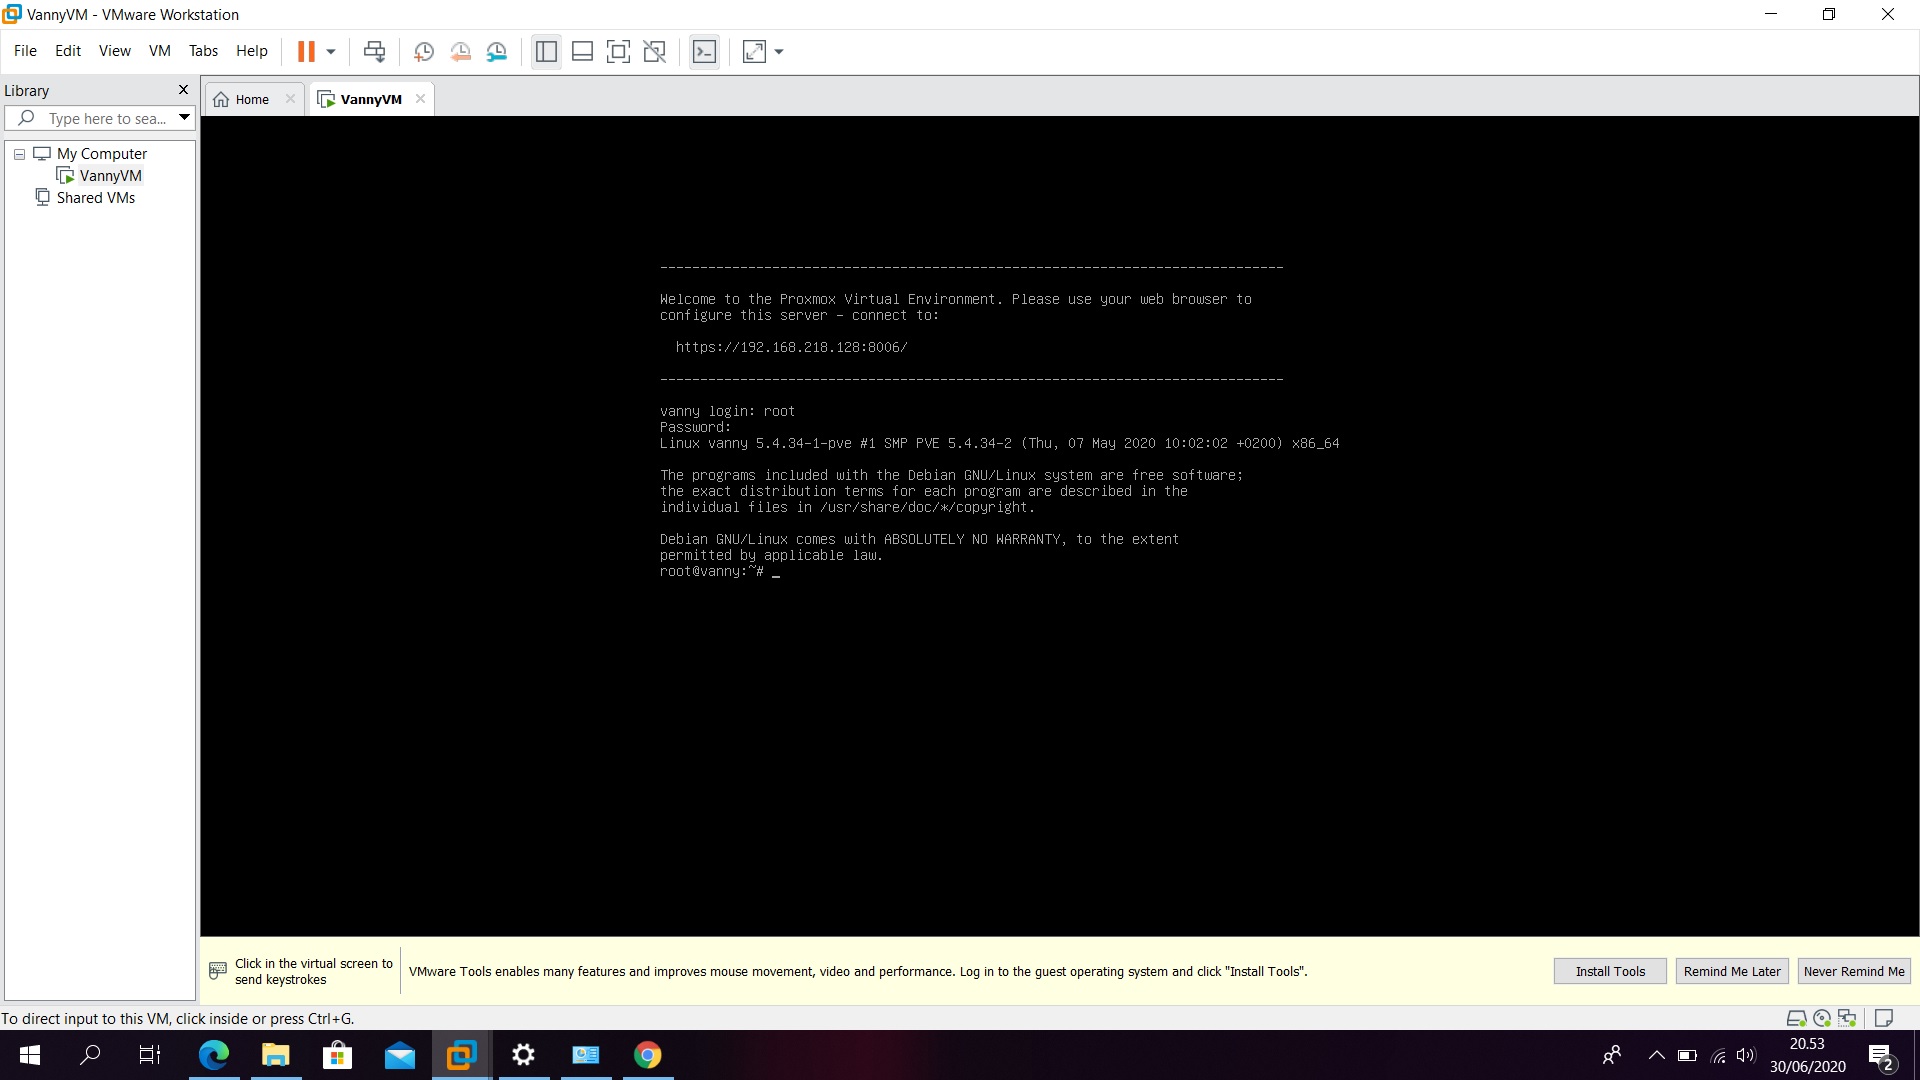 VannyVM - VMware Workstation
File Edit View VM Tabs Help
Library
Home
VannyVM
Type here to sea...
My Computer
VannyVM
Shared VMs
------------------------------------------------------------------------------
Welcome to the Proxmox Virtual Environment. Please use your web browser to
configure this server - connect to:
https://192.168.218.128:8006/
------------------------------------------------------------------------------
vanny login: root
Password:
Linux vanny 5.4.34-1-pve #1 SMP PVE 5.4.34-2 (Thu, 07 May 2020 10:02:02 +0200) x86_64
The programs included with the Debian GNU/Linux system are free software;
the exact distribution terms for each program are described in the
individual files in /usr/share/doc/*/copyright.
Debian GNU/Linux comes with ABSOLUTELY NO WARRANTY, to the extent
permitted by applicable law.
root@vanny:~# _
Click in the virtual screen to
send keystrokes
VMware Tools enables many features and improves mouse movement, video and performance. Log in to the guest operating system and click "Install Tools".
Install Tools
Remind Me Later
Never Remind Me
To direct input to this VM, click inside or press Ctrl+G.
20.53
30/06/2020
2